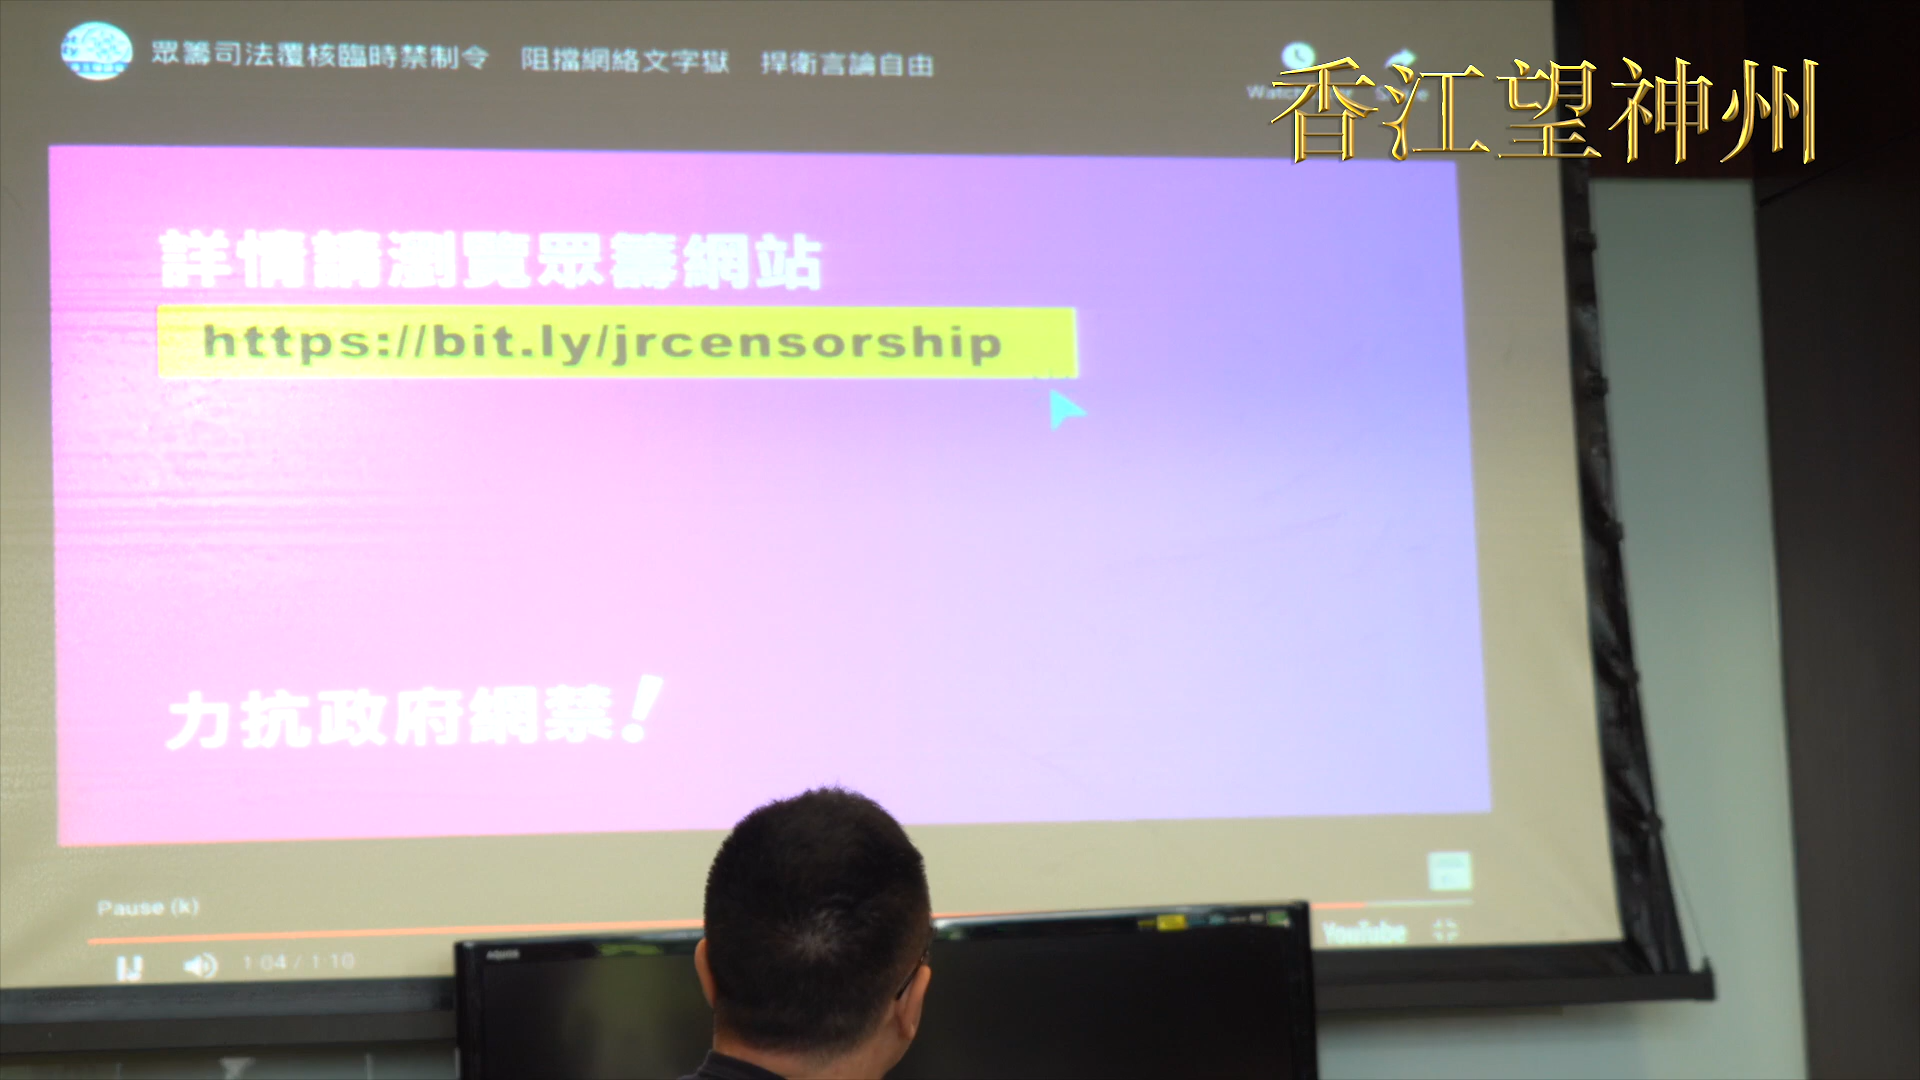 眾籌司法覆核臨時禁制令 阻擋網絡文字獄 捍衛言論自由
香江望神州
詳情請瀏覽眾籌網站
https://bit.ly/jrcensorship
力抗政府網禁!
Pause (k)
1:04 / 1:10
YouTube